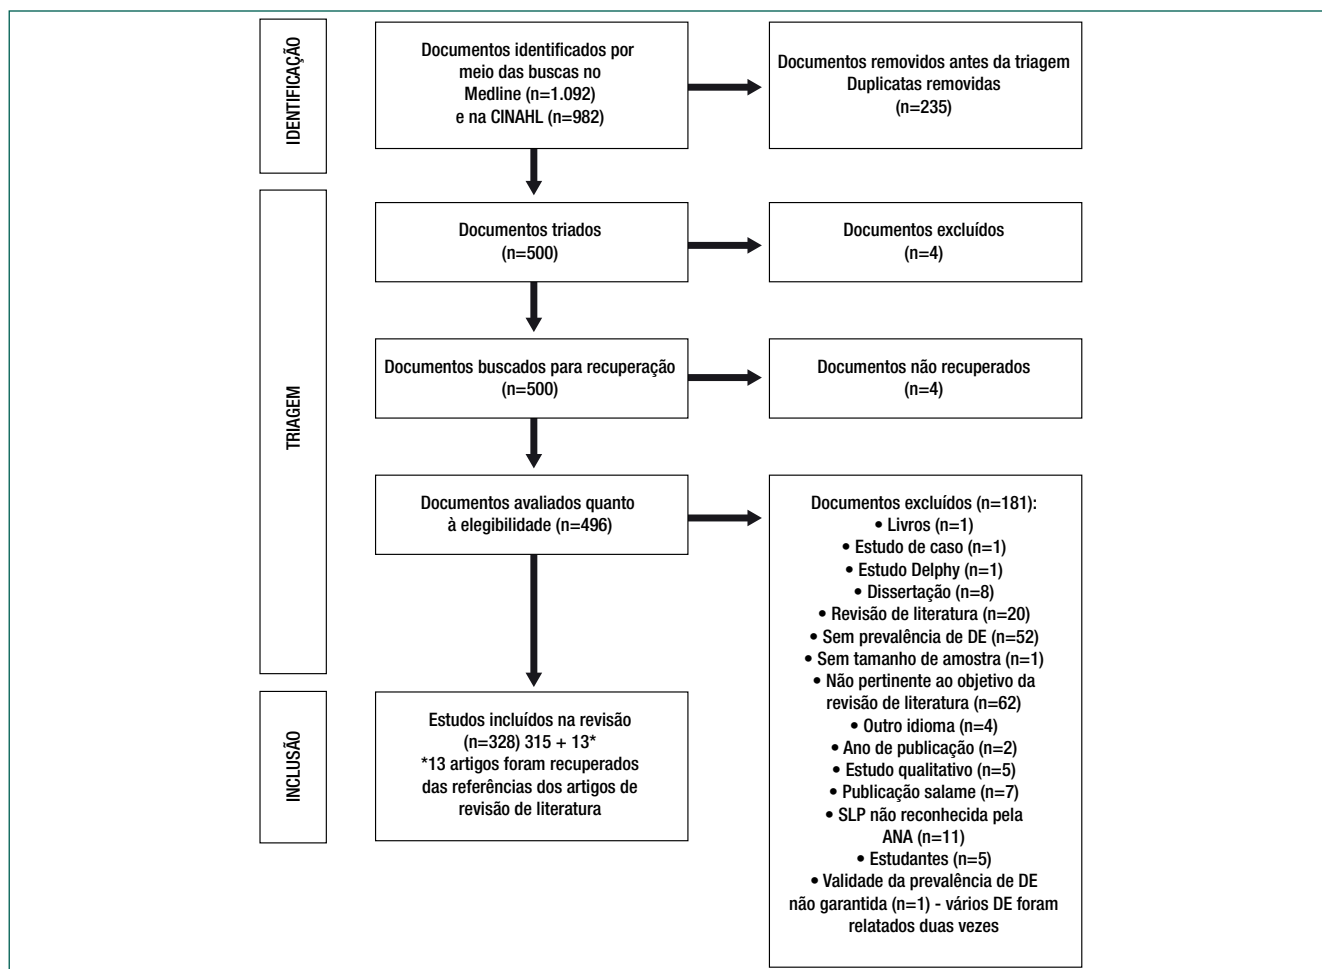 IDENTIFICAÇÃO
Documentos identificados por
meio das buscas no
Medline (n=1.092)
e na CINAHL (n=982)
Documentos removidos antes da triagem
Duplicatas removidas
(n=235)
TRIAGEM
Documentos triados
(n=500)
Documentos excluídos
(n=4)
Documentos buscados para recuperação
(n=500)
Documentos não recuperados
(n=4)
Documentos avaliados quanto
à elegibilidade (n=496)
Documentos excluídos (n=181):
• Livros (n=1)
• Estudo de caso (n=1)
• Estudo Delphy (n=1)
• Dissertação (n=8)
• Revisão de literatura (n=20)
• Sem prevalência de DE (n=52)
• Sem tamanho de amostra (n=1)
• Não pertinente ao objetivo da
revisão de literatura (n=62)
• Outro idioma (n=4)
• Ano de publicação (n=2)
• Estudo qualitativo (n=5)
• Publicação salame (n=7)
• SLP não reconhecida pela
ANA (n=11)
• Estudantes (n=5)
• Validade da prevalência de DE
não garantida (n=1) - vários DE foram
relatados duas vezes
INCLUSÃO
Estudos incluídos na revisão
(n=328) 315 + 13*
*13 artigos foram recuperados
das referências dos artigos de
revisão de literatura